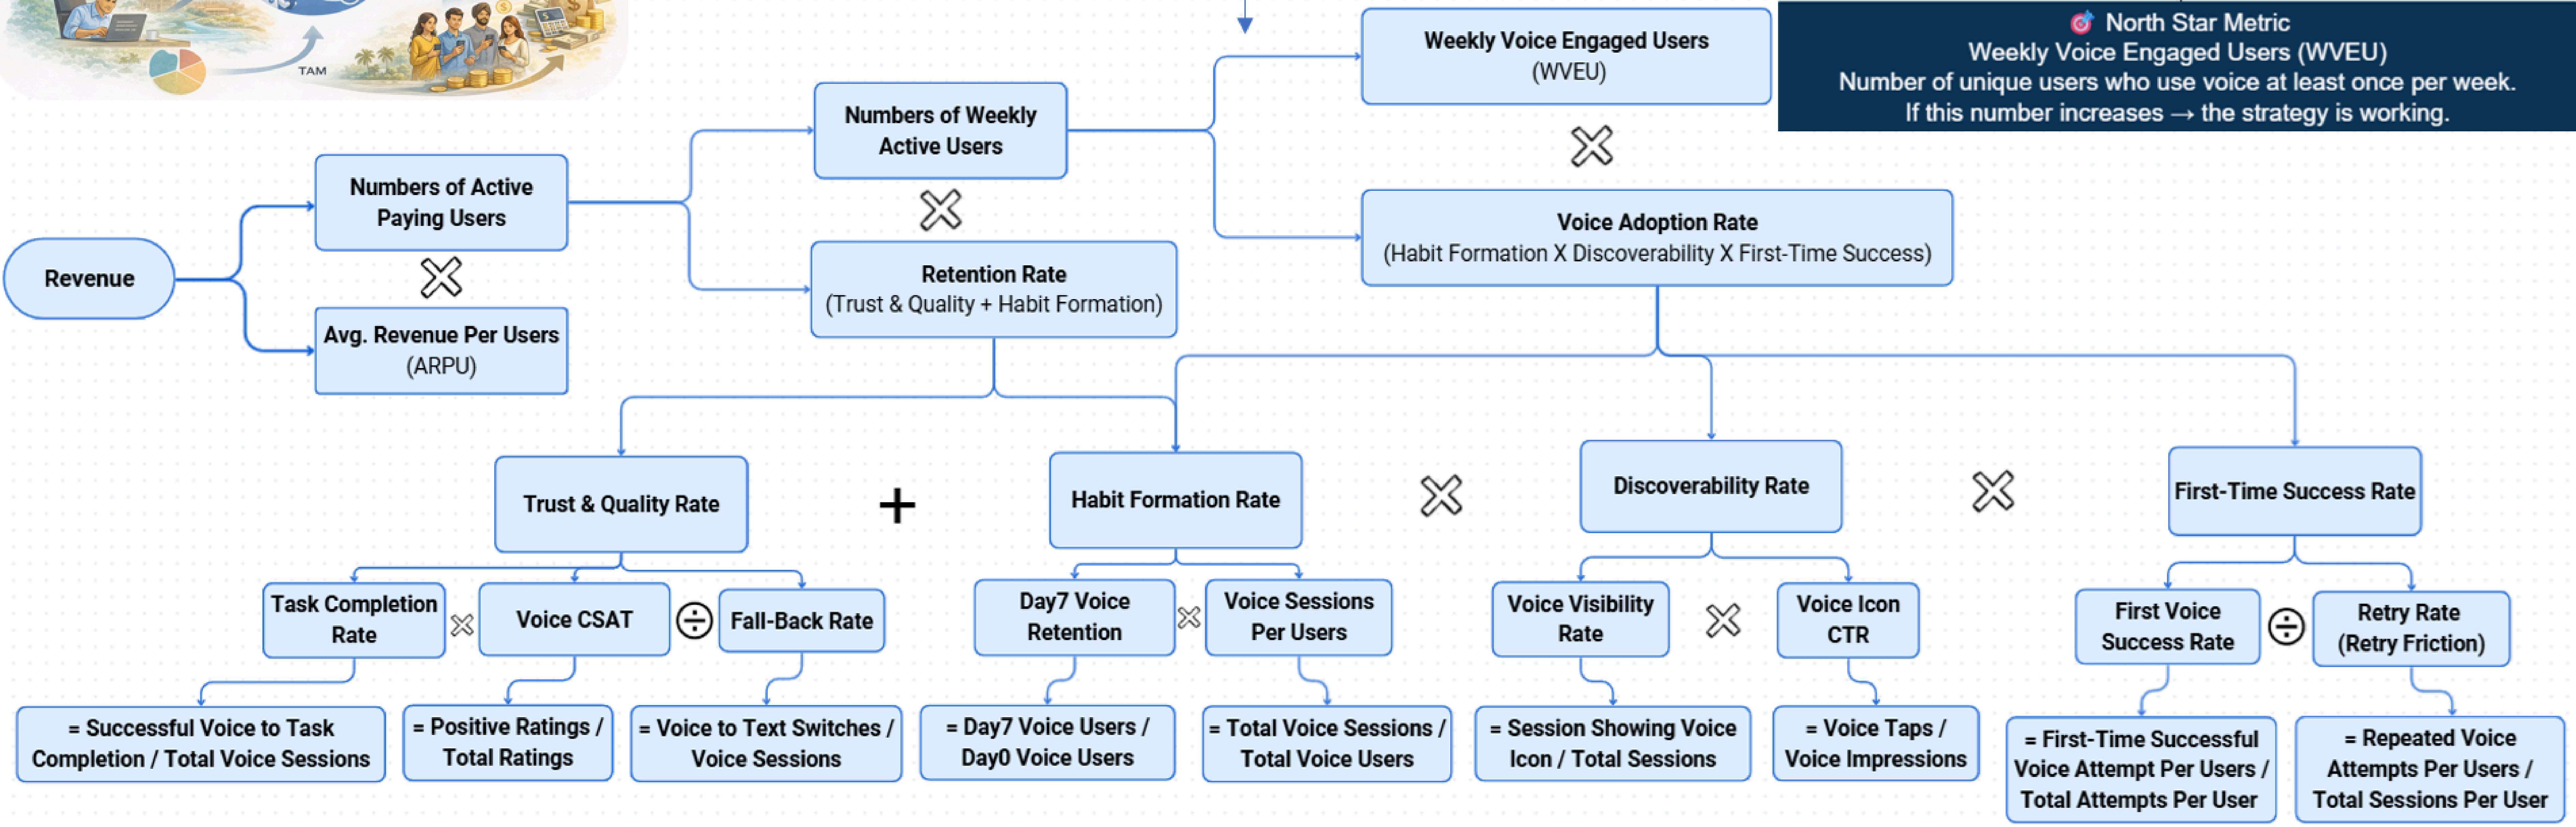 TAM
🎯 North Star Metric
Weekly Voice Engaged Users (WVEU)
Number of unique users who use voice at least once per week.
If this number increases → the strategy is working.
Weekly Voice Engaged Users
(WVEU)
Numbers of Weekly
Active Users
Numbers of Active
Paying Users
Voice Adoption Rate
(Habit Formation X Discoverability X First-Time Success)
Revenue
Retention Rate
(Trust & Quality + Habit Formation)
Avg. Revenue Per Users
(ARPU)
Trust & Quality Rate
+
Habit Formation Rate
Discoverability Rate
First-Time Success Rate
Task Completion
Rate
Voice CSAT
÷
Fall-Back Rate
Day7 Voice
Retention
Voice Sessions
Per Users
Voice Visibility
Rate
Voice Icon
CTR
First Voice
Success Rate
÷
Retry Rate
(Retry Friction)
= Successful Voice to Task
Completion / Total Voice Sessions
= Positive Ratings /
Total Ratings
= Voice to Text Switches /
Voice Sessions
= Day7 Voice Users /
Day0 Voice Users
= Total Voice Sessions /
Total Voice Users
= Session Showing Voice
Icon / Total Sessions
= Voice Taps /
Voice Impressions
= First-Time Successful
Voice Attempt Per Users /
Total Attempts Per User
= Repeated Voice
Attempts Per Users /
Total Sessions Per User